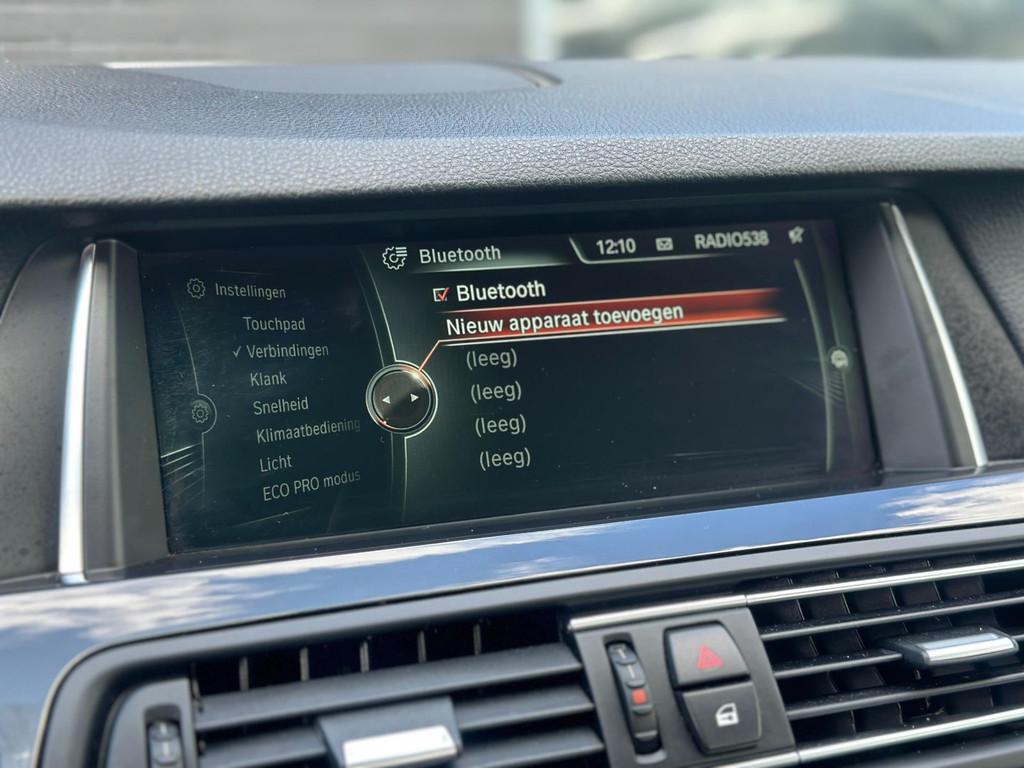 Bluetooth
12:10 RADIO538
Instellingen
Touchpad
Verbindingen
Klank
Snelheid
Klimaatbediening
Licht
ECO PRO modus
Bluetooth
Nieuw apparaat toevoegen
(leeg)
(leeg)
(leeg)
(leeg)